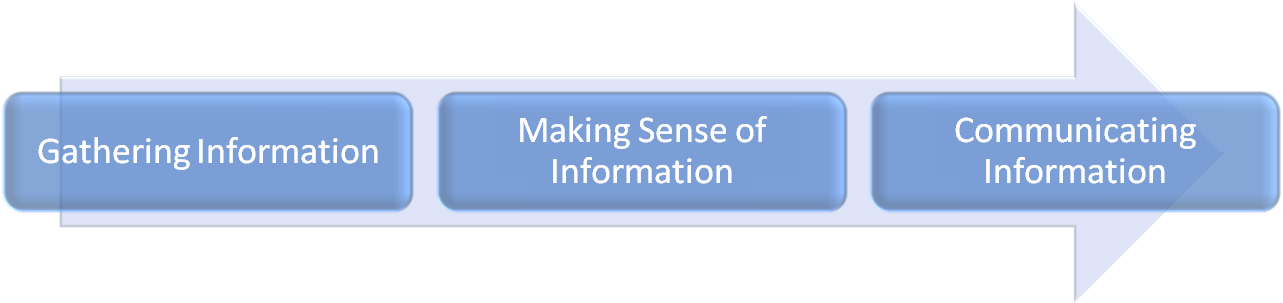 Gathering Information
Making Sense of
Information
Communicating
Information